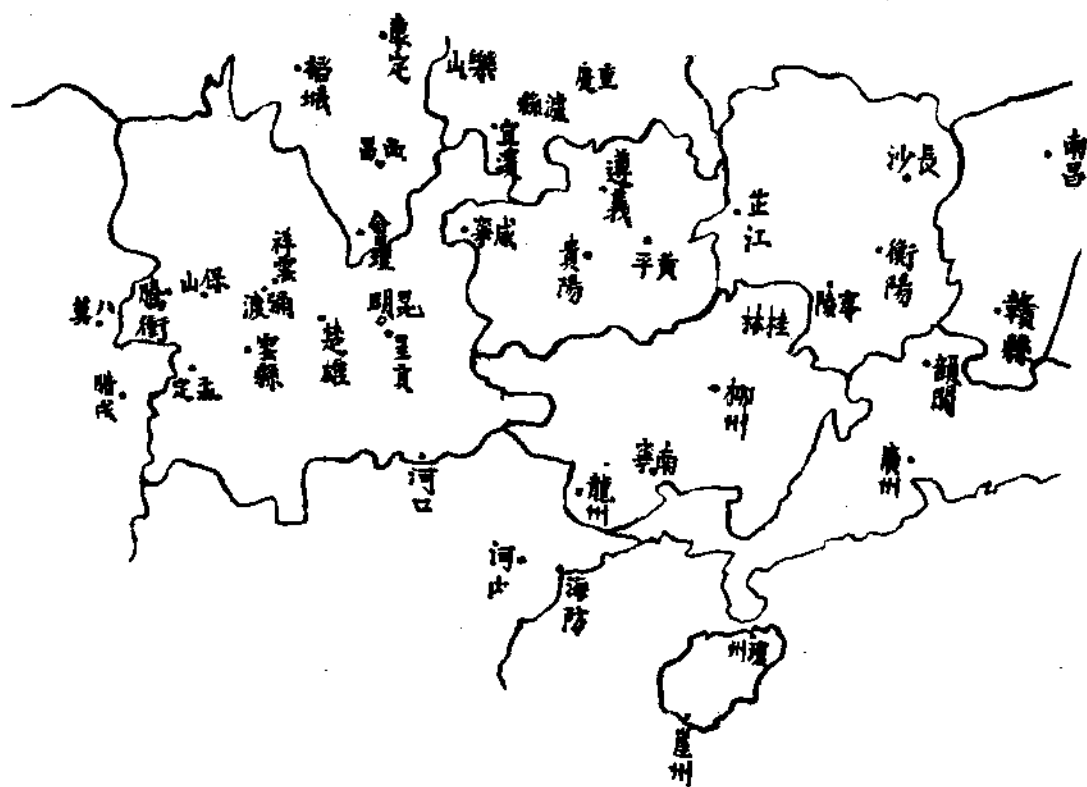 康定
樂山
稻城
重慶
瀘縣
宜濱
西昌
遵義
長沙
南昌
芷江
會理
威寧
貴陽
黃平
衡陽
祥雲
彌渡
保山
騰衝
八莫
昆明
呈貢
楚雄
雲縣
孟定
臘戍
桂林
零陵
贛縣
韶關
柳州
南寧
龍州
廣州
河口
河內
海防
瓊州
崖州